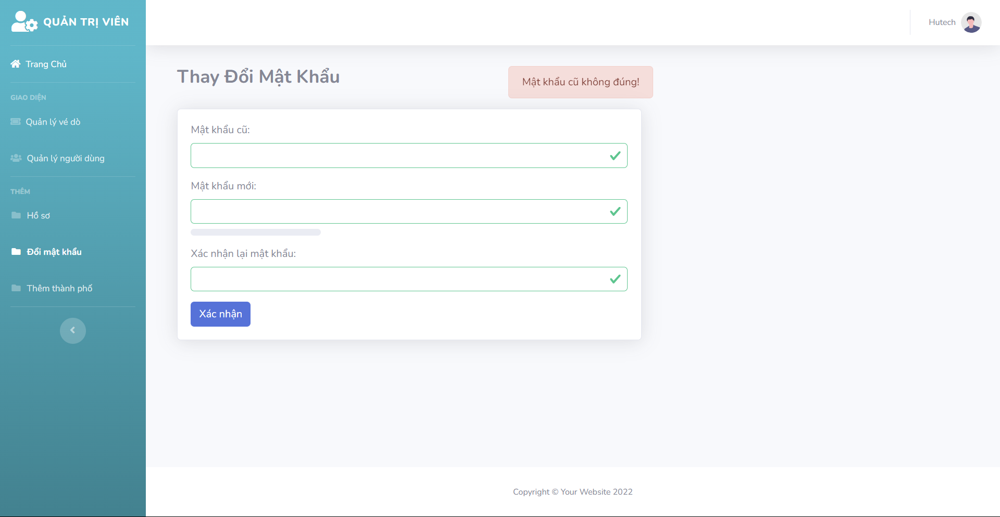 QUẢN TRỊ VIÊN
Trang Chủ
GIAO DIỆN
Quản lý vé dò
Quản lý người dùng
THÊM
Hồ sơ
Đổi mật khẩu
Thêm thành phố
Hutech
Thay Đổi Mật Khẩu
Mật khẩu cũ không đúng!
Mật khẩu cũ:
Mật khẩu mới:
Xác nhận lại mật khẩu:
Xác nhận
Copyright © Your Website 2022